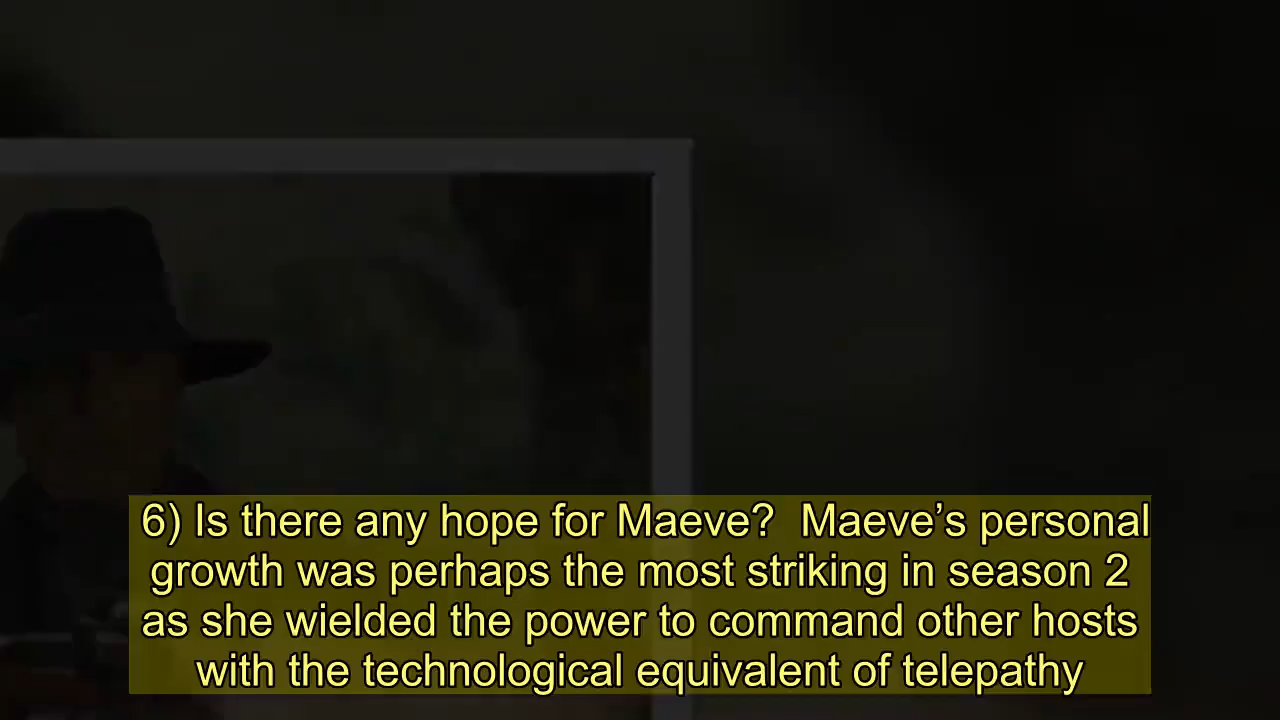 6) Is there any hope for Maeve?  Maeve’s personal
growth was perhaps the most striking in season 2
as she wielded the power to command other hosts
with the technological equivalent of telepathy